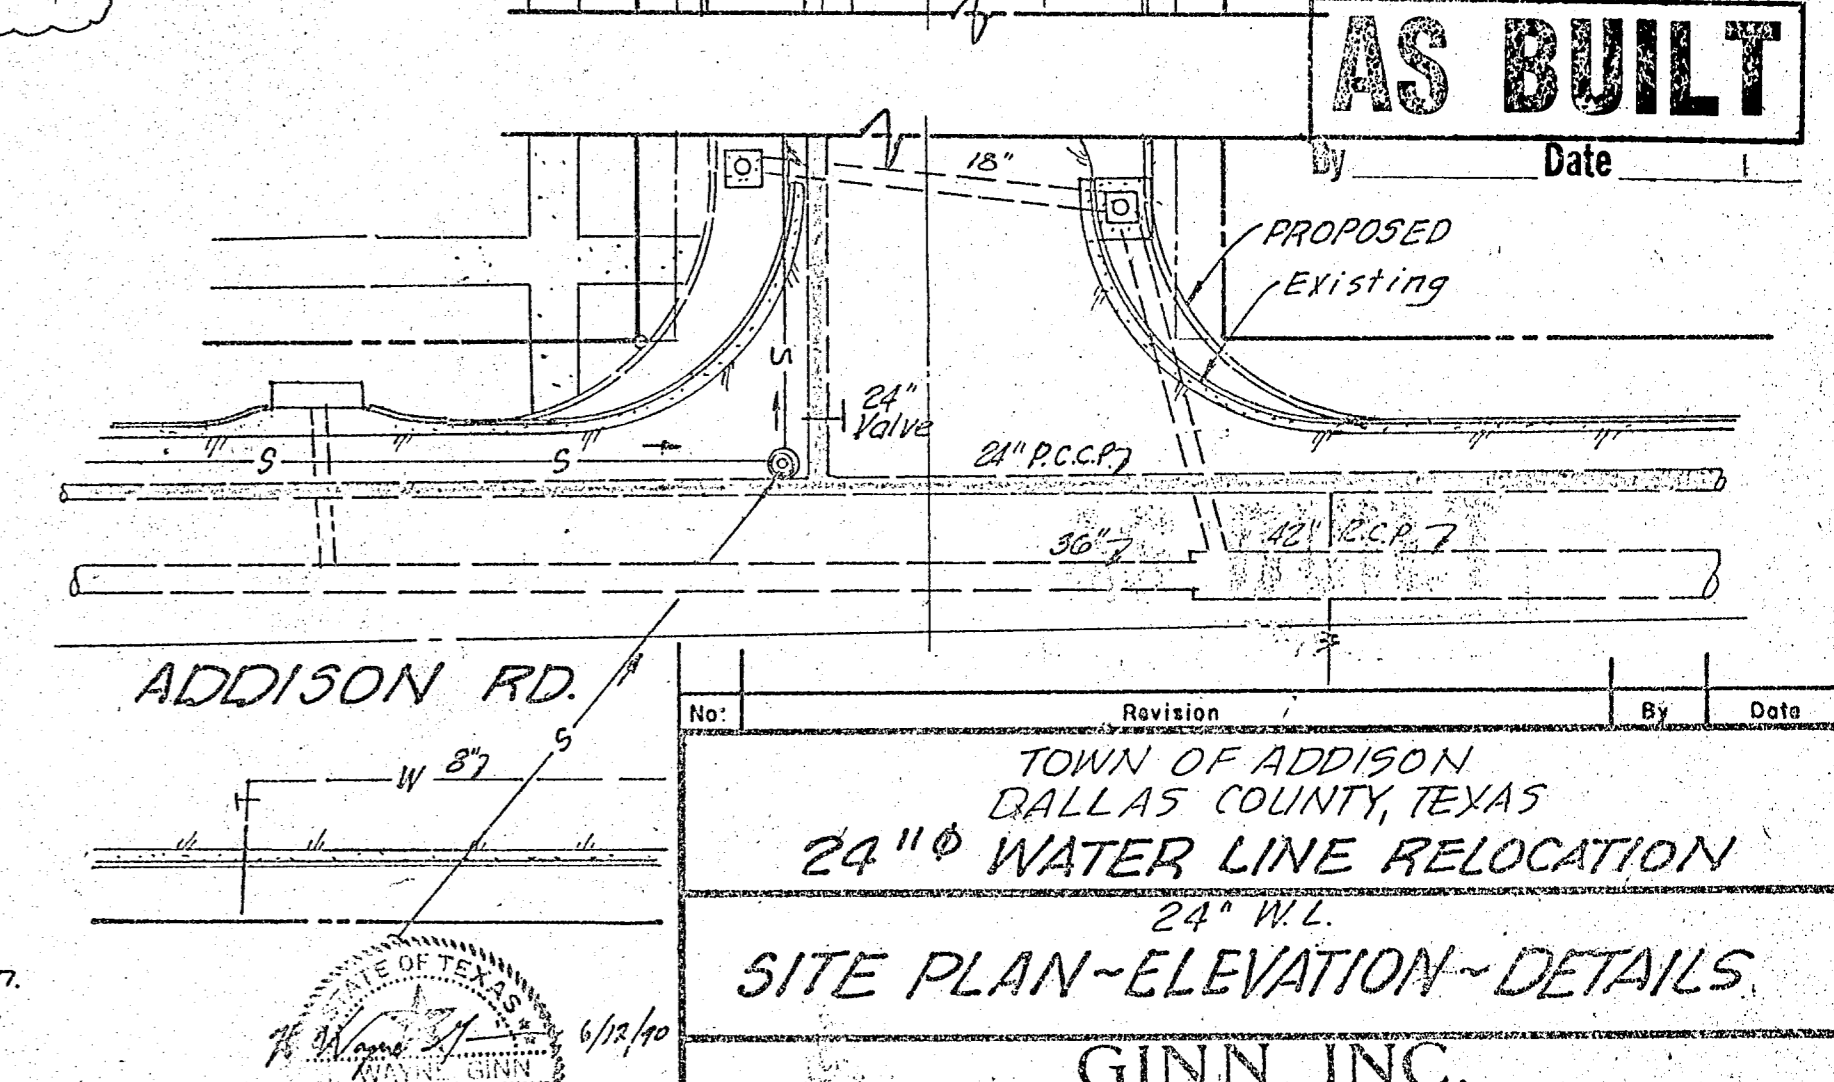 AS BUILT
By Date
18"
PROPOSED
Existing
S
24"
Valve
S S
24" P.C.C.P.
36"
42" R.C.P.
ADDISON RD.
S
W 8"
No: Revision By Date
TOWN OF ADDISON
DALLAS COUNTY, TEXAS
24"Φ WATER LINE RELOCATION
24" W.L.
SITE PLAN~ELEVATION~DETAILS
STATE OF TEXAS
6/12/90
WAYNE GINN
GINN INC.